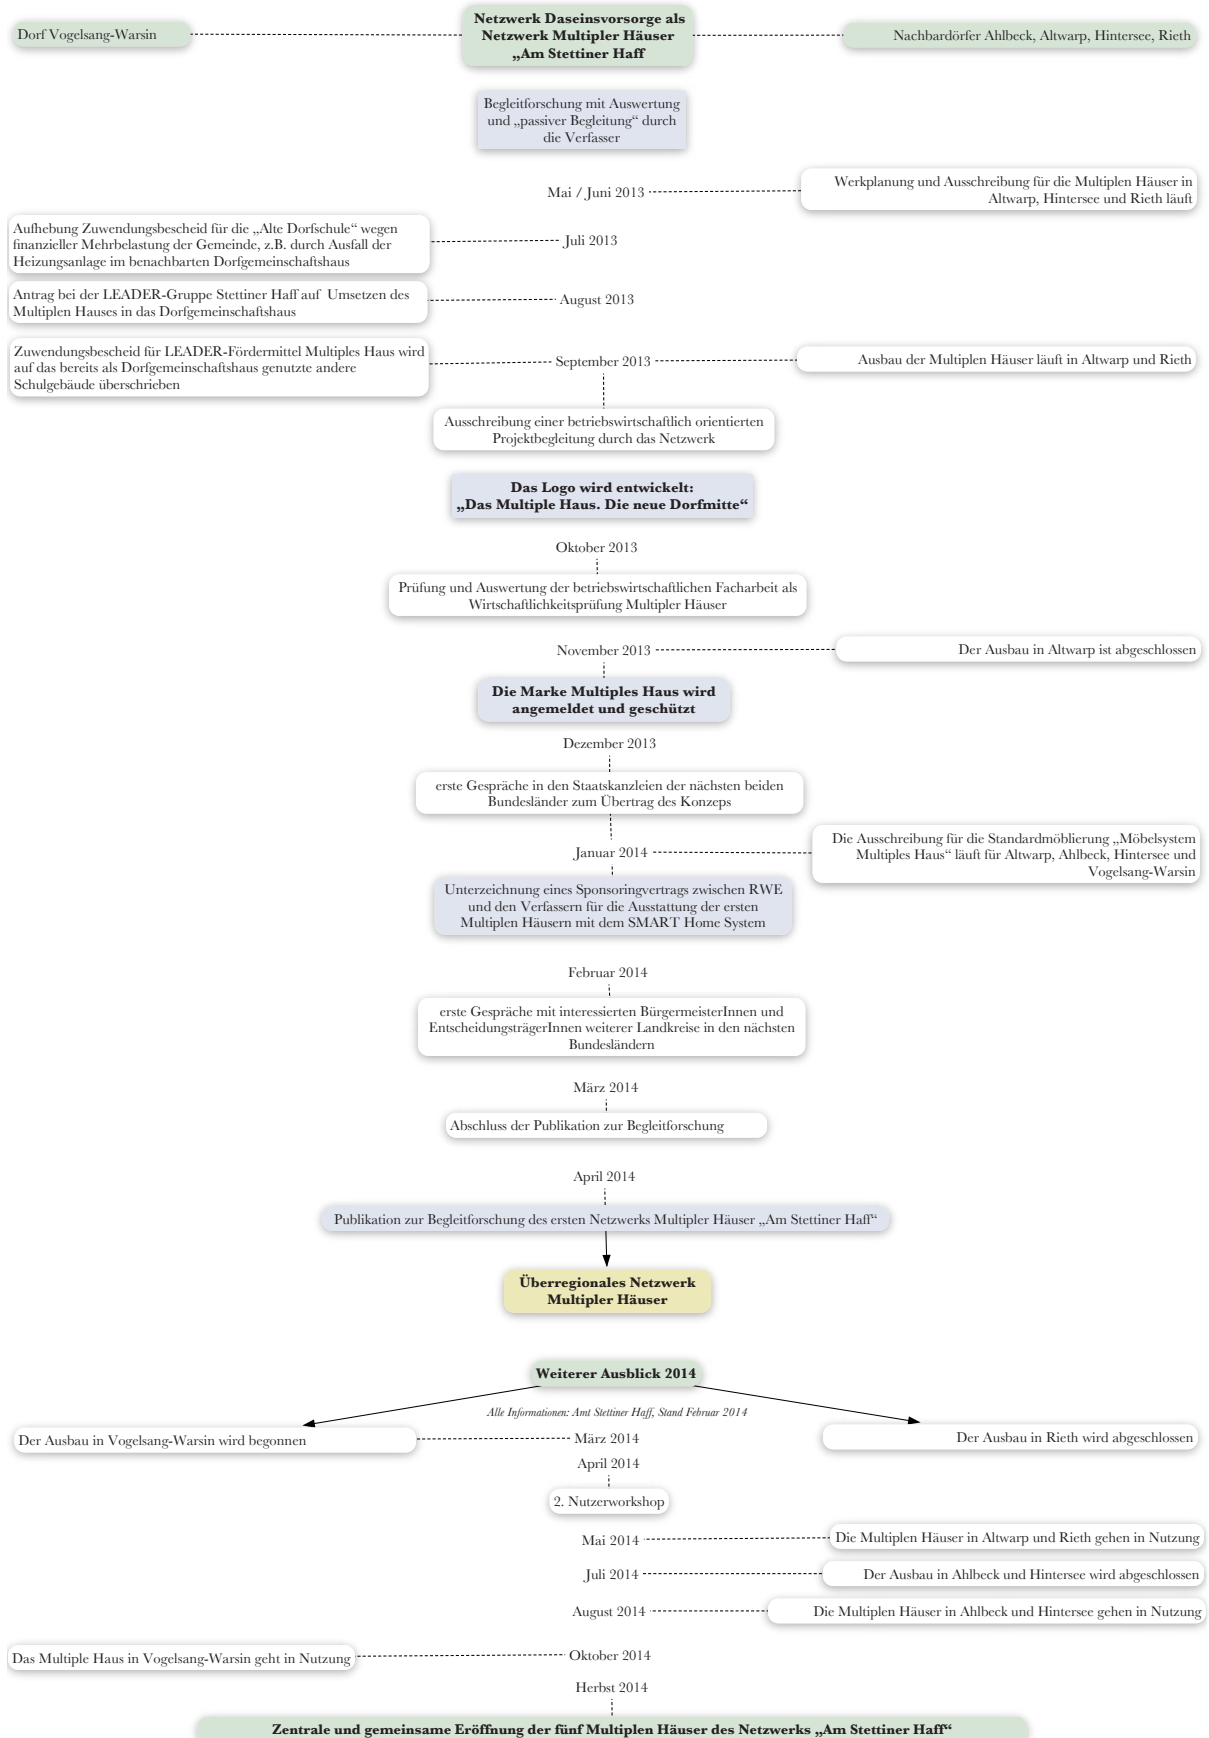 Dorf Vogelsang-Warsin
Netzwerk Daseinsvorsorge als
Netzwerk Multipler Häuser
„Am Stettiner Haff
Nachbardörfer Ahlbeck, Altwarp, Hintersee, Rieth
Begleitforschung mit Auswertung
und „passiver Begleitung“ durch
die Verfasser
Mai / Juni 2013
Werkplanung und Ausschreibung für die Multiplen Häuser in
Altwarp, Hintersee und Rieth läuft
Aufhebung Zuwendungsbescheid für die „Alte Dorfschule“ wegen
finanzieller Mehrbelastung der Gemeinde, z.B. durch Ausfall der
Heizungsanlage im benachbarten Dorfgemeinschaftshaus
Juli 2013
Antrag bei der LEADER-Gruppe Stettiner Haff auf Umsetzen des
Multiplen Hauses in das Dorfgemeinschaftshaus
August 2013
Zuwendungsbescheid für LEADER-Fördermittel Multiples Haus wird
auf das bereits als Dorfgemeinschaftshaus genutzte andere
Schulgebäude überschrieben
September 2013
Ausbau der Multiplen Häuser läuft in Altwarp und Rieth
Ausschreibung einer betriebswirtschaftlich orientierten
Projektbegleitung durch das Netzwerk
Das Logo wird entwickelt:
„Das Multiple Haus. Die neue Dorfmitte“
Oktober 2013
Prüfung und Auswertung der betriebswirtschaftlichen Facharbeit als
Wirtschaftlichkeitsprüfung Multipler Häuser
November 2013
Der Ausbau in Altwarp ist abgeschlossen
Die Marke Multiples Haus wird
angemeldet und geschützt
Dezember 2013
erste Gespräche in den Staatskanzleien der nächsten beiden
Bundesländer zum Übertrag des Konzeps
Januar 2014
Die Ausschreibung für die Standardmöblierung „Möbelsystem
Multiples Haus“ läuft für Altwarp, Ahlbeck, Hintersee und
Vogelsang-Warsin
Unterzeichnung eines Sponsoringvertrags zwischen RWE
und den Verfassern für die Ausstattung der ersten
Multiplen Häusern mit dem SMART Home System
Februar 2014
erste Gespräche mit interessierten BürgermeisterInnen und
EntscheidungsträgerInnen weiterer Landkreise in den nächsten
Bundesländern
März 2014
Abschluss der Publikation zur Begleitforschung
April 2014
Publikation zur Begleitforschung des ersten Netzwerks Multipler Häuser „Am Stettiner Haff“
Überregionales Netzwerk
Multipler Häuser
Weiterer Ausblick 2014
Alle Informationen: Amt Stettiner Haff, Stand Februar 2014
Der Ausbau in Vogelsang-Warsin wird begonnen
März 2014
Der Ausbau in Rieth wird abgeschlossen
April 2014
2. Nutzerworkshop
Mai 2014
Die Multiplen Häuser in Altwarp und Rieth gehen in Nutzung
Juli 2014
Der Ausbau in Ahlbeck und Hintersee wird abgeschlossen
August 2014
Die Multiplen Häuser in Ahlbeck und Hintersee gehen in Nutzung
Das Multiple Haus in Vogelsang-Warsin geht in Nutzung
Oktober 2014
Herbst 2014
Zentrale und gemeinsame Eröffnung der fünf Multiplen Häuser des Netzwerks „Am Stettiner Haff“